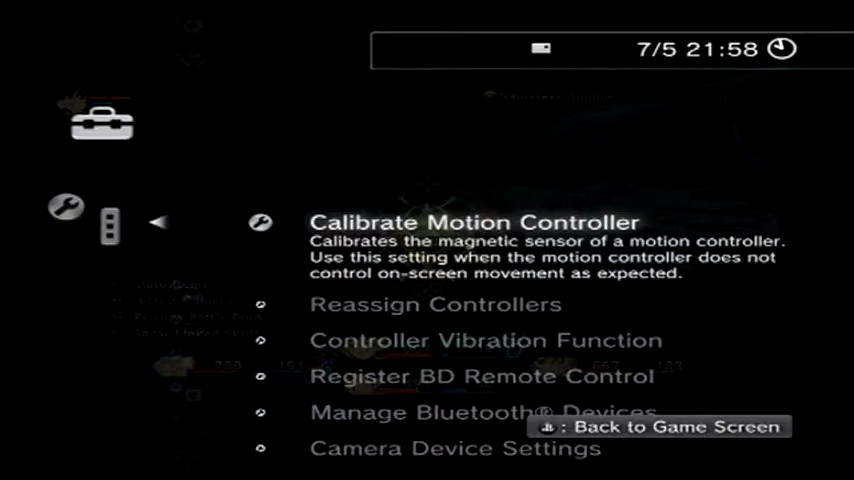 7/5 21:58
Calibrate Motion Controller
Calibrates the magnetic sensor of a motion controller.
Use this setting when the motion controller does not
control on-screen movement as expected.
Reassign Controllers
Controller Vibration Function
Register BD Remote Control
Manage Bluetooth® Devices
: Back to Game Screen
Camera Device Settings